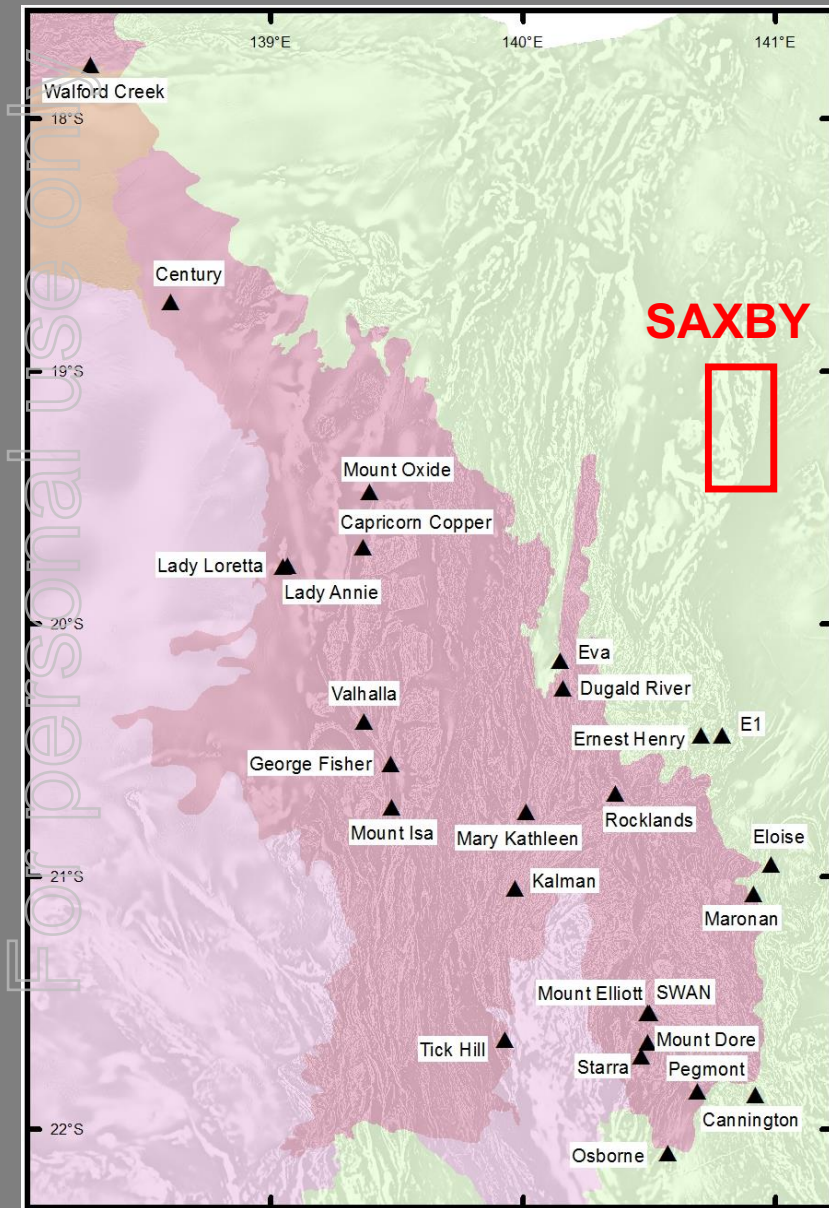 For personal use only
139°E
140°E
141°E
Walford Creek
18°S
Century
SAXBY
19°S
Mount Oxide
Capricorn Copper
Lady Loretta
Lady Annie
20°S
Eva
Dugald River
Valhalla
Ernest Henry
E1
George Fisher
Mount Isa
Mary Kathleen
Rocklands
Eloise
21°S
Kalman
Maronan
Mount Elliott
SWAN
Tick Hill
Mount Dore
Starra
Pegmont
Cannington
22°S
Osborne